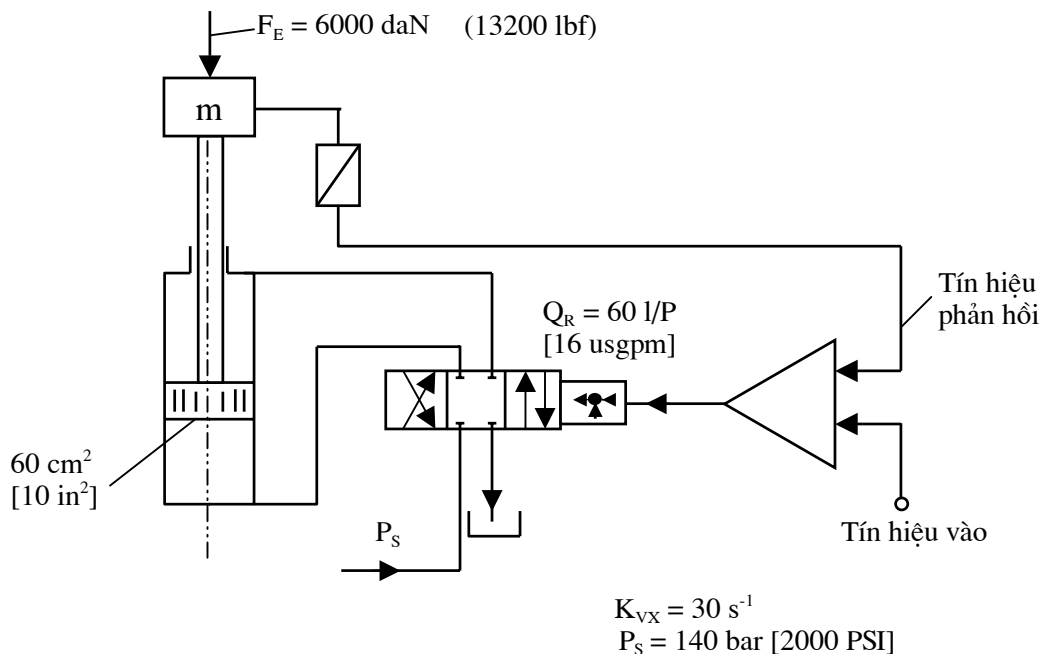 F_E = 6000 daN (13200 lbf)
m
Tín hiệu
phản hồi
Q_R = 60 l/P
[16 usgpm]
60 cm²
[10 in²]
P_S
Tín hiệu vào
K_VX = 30 s⁻¹
P_S = 140 bar [2000 PSI]